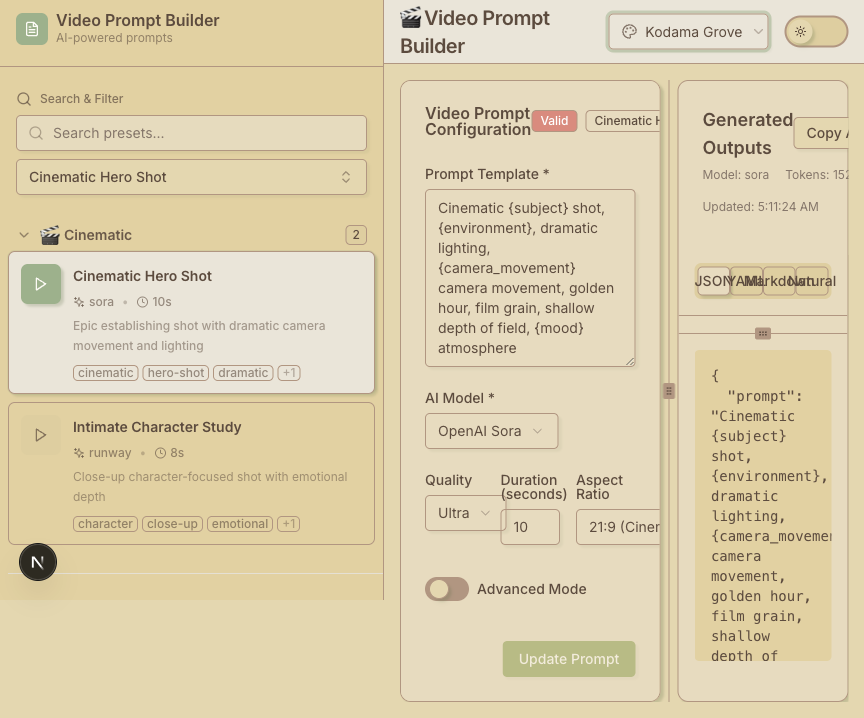 Video Prompt Builder
AI-powered prompts
Search & Filter
Search presets...
Cinematic Hero Shot
🎬 Cinematic
2
Cinematic Hero Shot
sora • 10s
Epic establishing shot with dramatic camera
movement and lighting
cinematic hero-shot dramatic +1
Intimate Character Study
runway • 8s
Close-up character-focused shot with emotional
depth
character close-up emotional +1
N
🎬 Video Prompt
Builder
Kodama Grove
Video Prompt
Configuration
Valid
Cinematic H
Prompt Template *
Cinematic {subject} shot,
{environment}, dramatic
lighting,
{camera_movement}
camera movement, golden
hour, film grain, shallow
depth of field, {mood}
atmosphere
AI Model *
OpenAI Sora
Quality
Ultra
Duration
(seconds)
10
Aspect
Ratio
21:9 (Ciner
Advanced Mode
Update Prompt
Generated
Outputs
Copy A
Model: sora Tokens: 152
Updated: 5:11:24 AM
JSON YAML Markdown Natural
{
"prompt":
"Cinematic
{subject}
shot,
{environment},
dramatic
lighting,
{camera_movemen
camera
movement,
golden hour,
film grain,
shallow
depth of